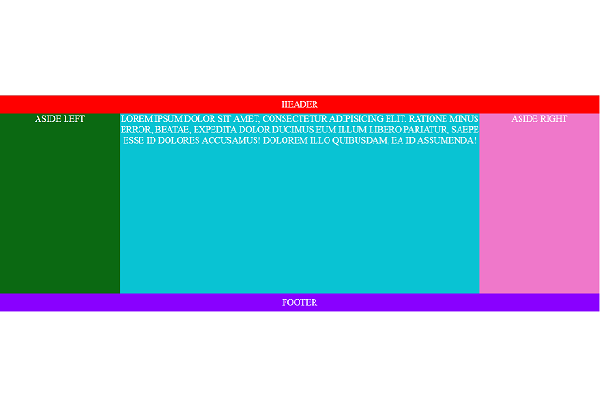 HEADER
ASIDE LEFT
LOREM IPSUM DOLOR SIT AMET, CONSECTETUR ADIPISICING ELIT. RATIONE MINUS
ERROR, BEATAE, EXPEDITA DOLOR DUCIMUS EUM ILLUM LIBERO PARIATUR, SAEPE
ESSE ID DOLORES ACCUSAMUS! DOLOREM ILLO QUIBUSDAM, EA ID ASSUMENDA!
ASIDE RIGHT
FOOTER